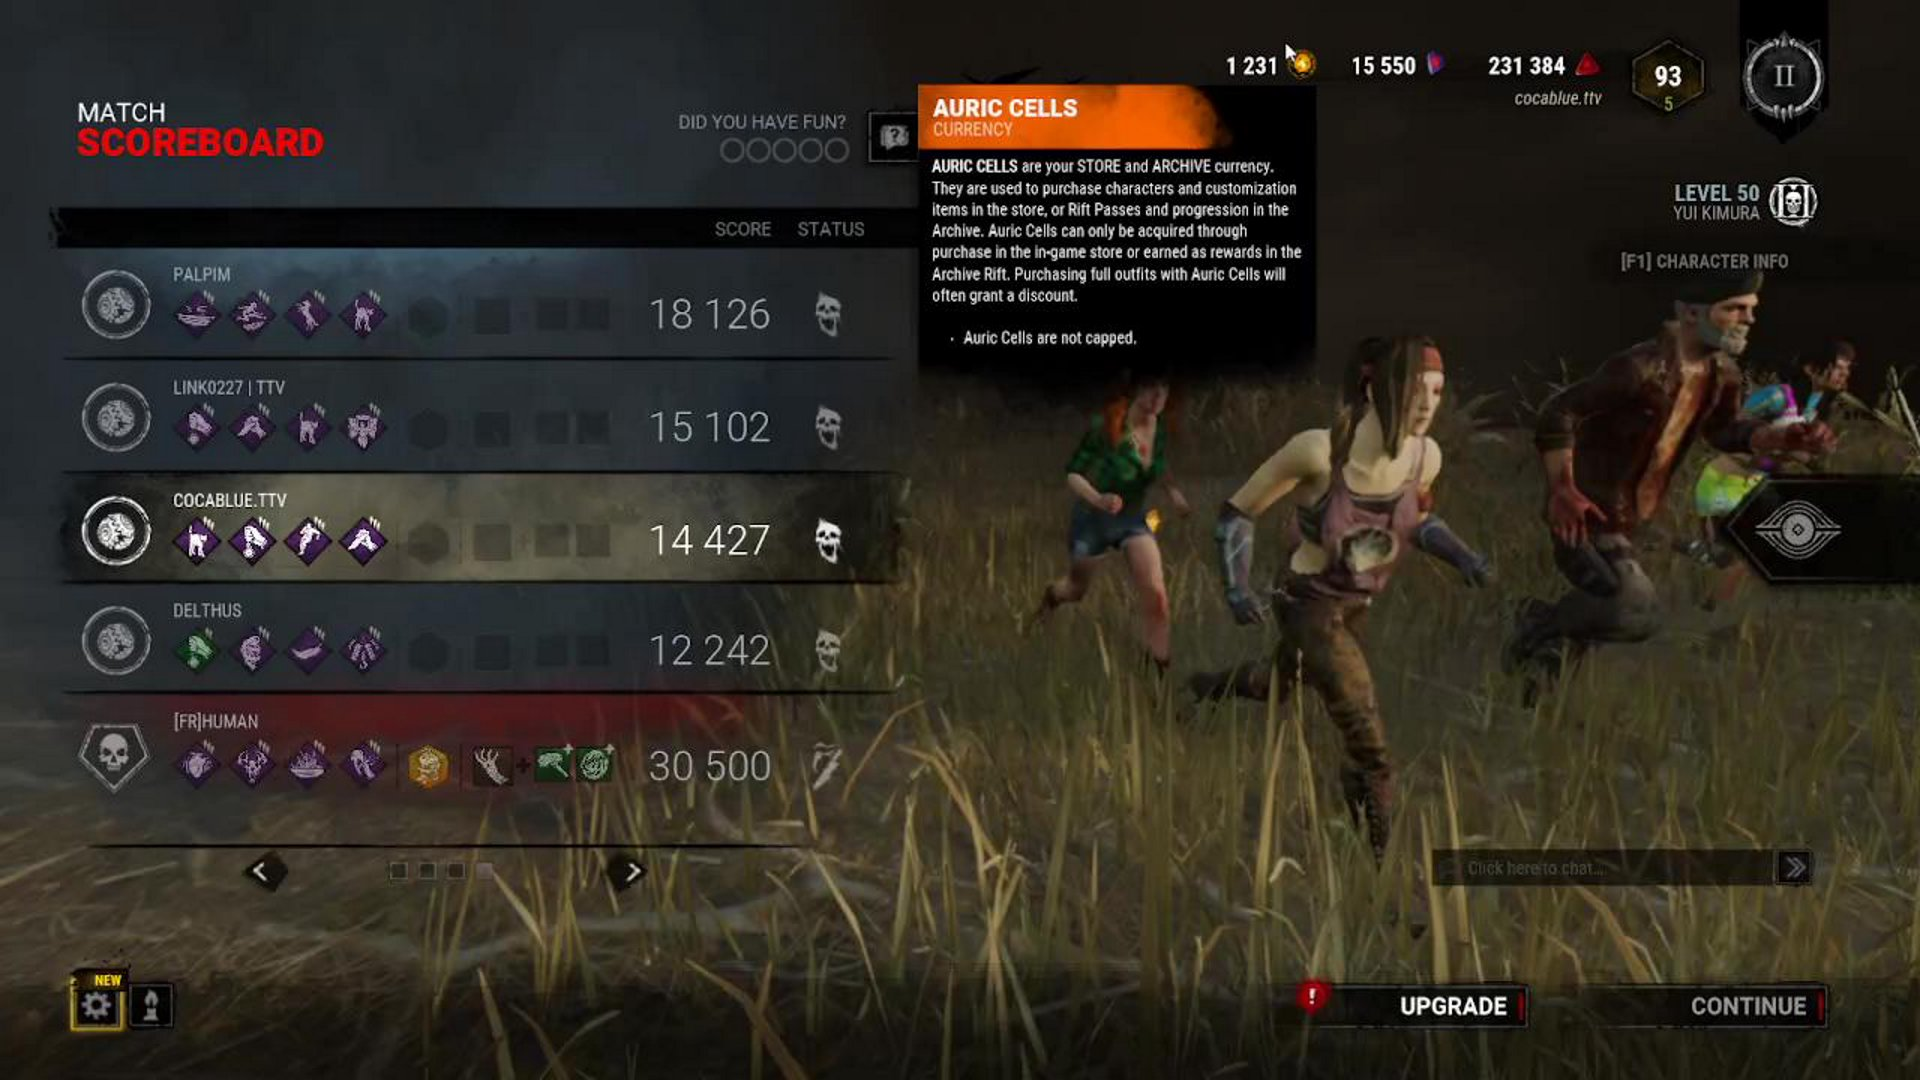 1 231
15 550
231 384
cocablue.ttv
93
5
II
MATCH
SCOREBOARD
DID YOU HAVE FUN?
?
AURIC CELLS
CURRENCY
AURIC CELLS are your STORE and ARCHIVE currency.
They are used to purchase characters and customization
items in the store, or Rift Passes and progression in the
Archive. Auric Cells can only be acquired through
purchase in the in-game store or earned as rewards in the
Archive Rift. Purchasing full outfits with Auric Cells will
often grant a discount.
· Auric Cells are not capped.
LEVEL 50
YUI KIMURA
[F1] CHARACTER INFO
SCORE STATUS
PALPIM
18 126
LINK0227 | TTV
15 102
COCABLUE.TTV
14 427
DELTHUS
12 242
[FR]HUMAN
30 500
Click here to chat...
NEW
!
UPGRADE
CONTINUE